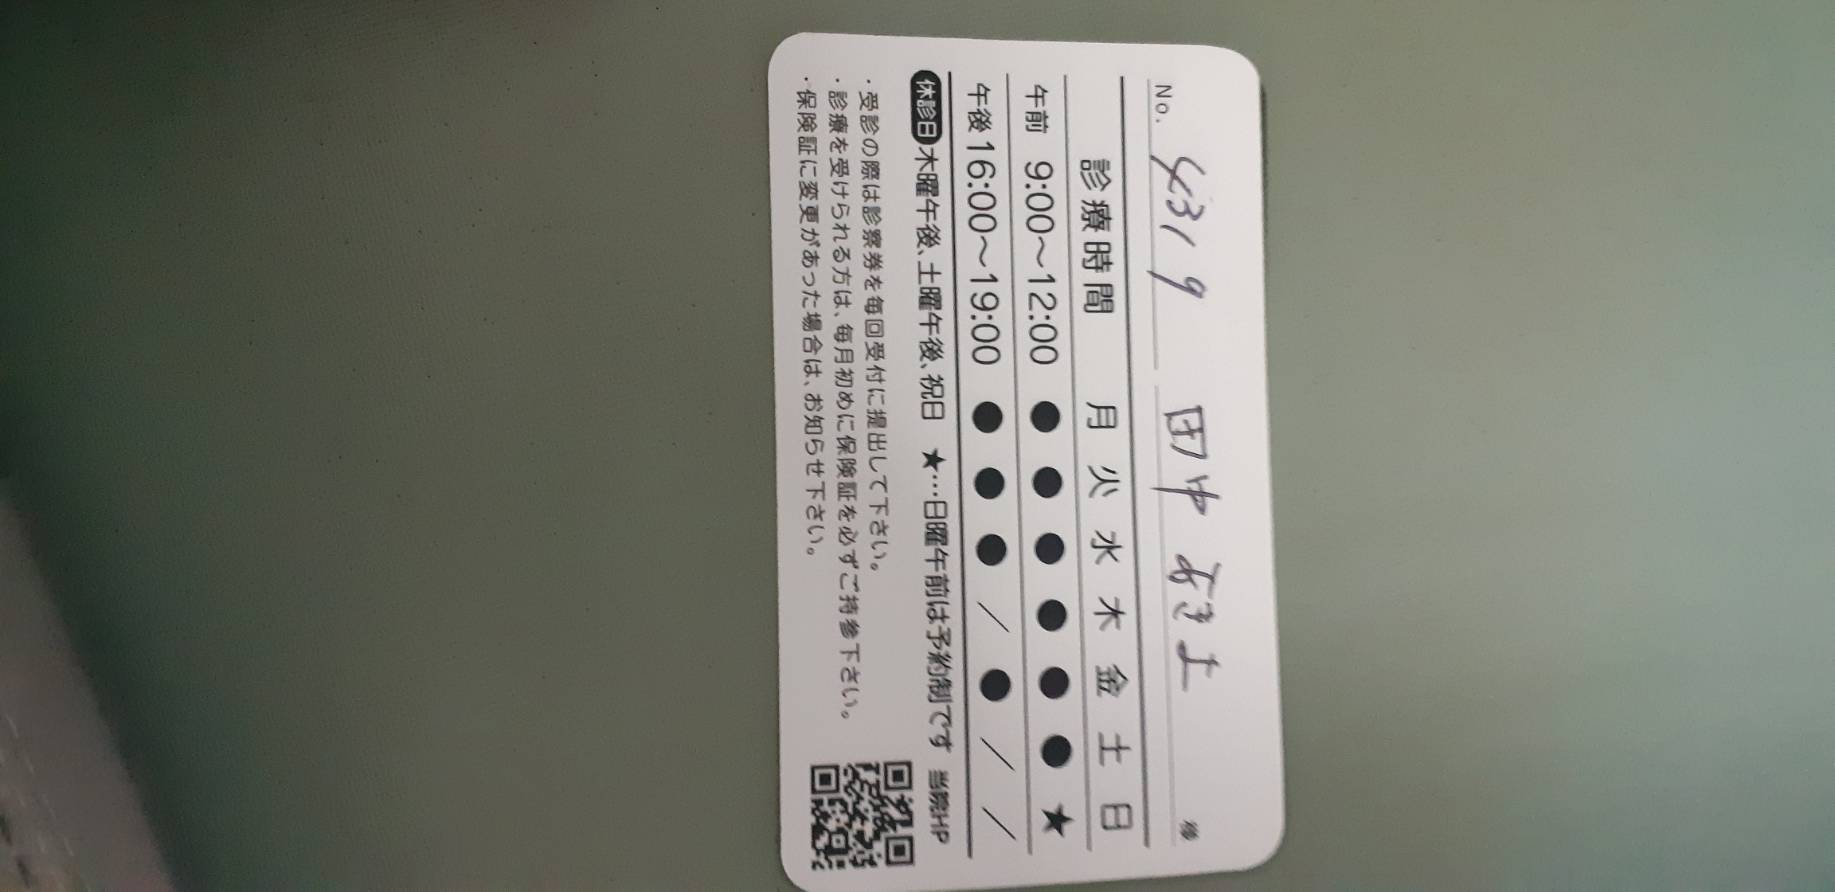 No. 4319 田中 あきよ 様
診療時間 月 火 水 木 金 土 日
午前 9:00～12:00 ● ● ● ● ● ● ★
午後 16:00～19:00 ● ● ● ／ ● ／ ／
休診日 木曜午後、土曜午後、祝日 ★…日曜午前は予約制です 当院HP
・受診の際は診察券を毎回受付に提出して下さい。
・診療を受けられる方は、毎月初めに保険証を必ずご持参下さい。
・保険証に変更があった場合は、お知らせ下さい。